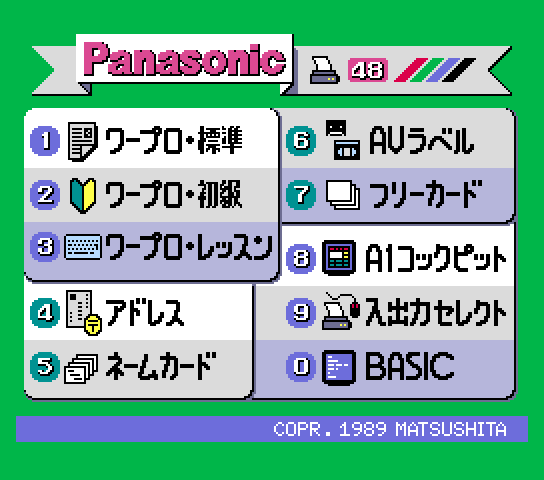 Panasonic
48
1 ワープロ・標準
2 ワープロ・初級
3 ワープロ・レッスン
4 アドレス
5 ネームカード
6 AVラベル
7 フリーカード
8 A1コックピット
9 入出力セレクト
0 BASIC
COPR. 1989 MATSUSHITA